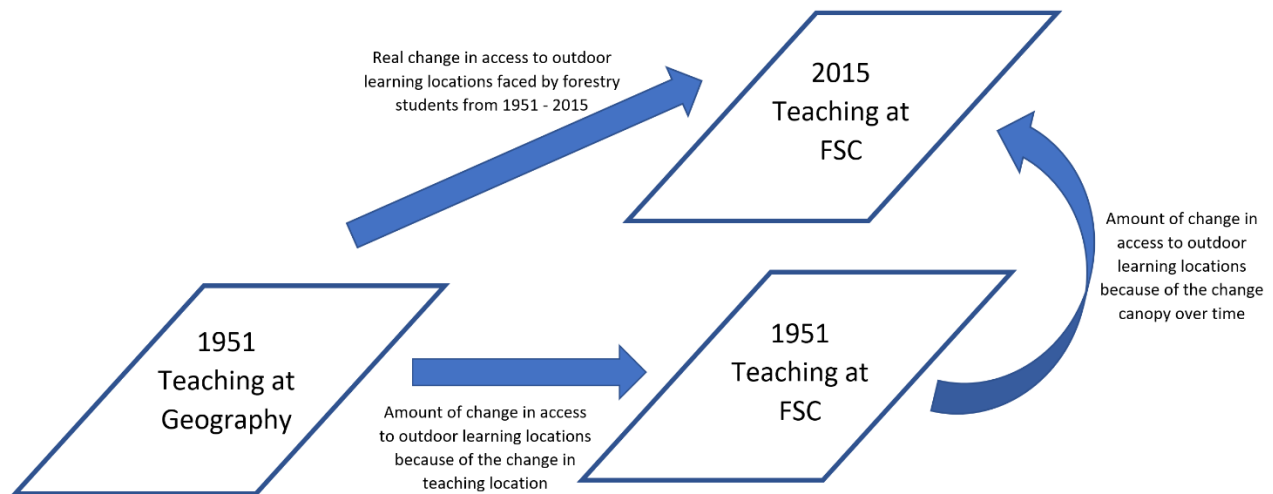 Real change in access to outdoor
learning locations faced by forestry
students from 1951 - 2015
2015
Teaching at
FSC
Amount of change in
access to outdoor
learning locations
because of the change
canopy over time
1951
Teaching at
Geography
Amount of change in access
to outdoor learning locations
because of the change in
teaching location
1951
Teaching at
FSC